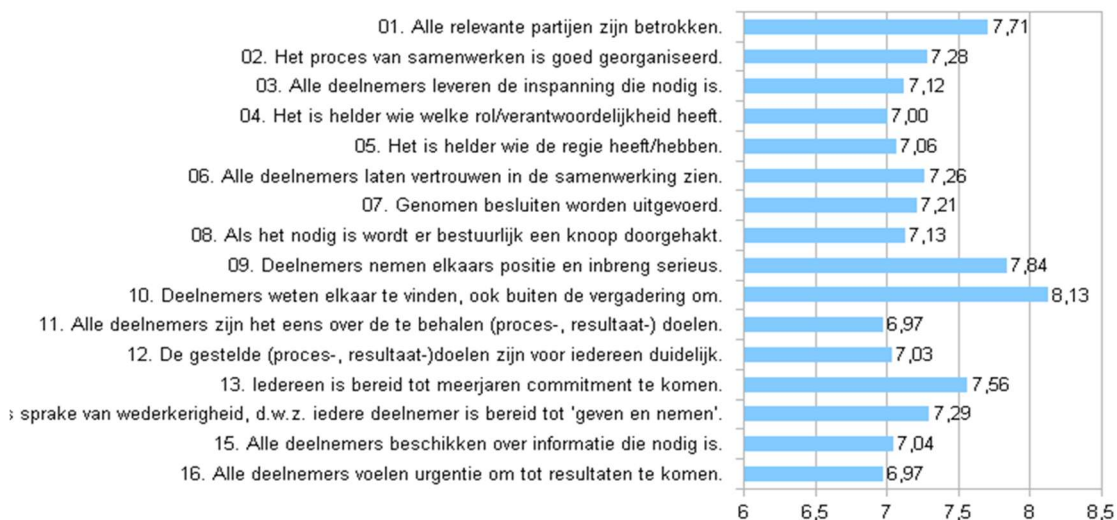 01. Alle relevante partijen zijn betrokken. 7,71
02. Het proces van samenwerken is goed georganiseerd. 7,28
03. Alle deelnemers leveren de inspanning die nodig is. 7,12
04. Het is helder wie welke rol/verantwoordelijkheid heeft. 7,00
05. Het is helder wie de regie heeft/hebben. 7,06
06. Alle deelnemers laten vertrouwen in de samenwerking zien. 7,26
07. Genomen besluiten worden uitgevoerd. 7,21
08. Als het nodig is wordt er bestuurlijk een knoop doorgehakt. 7,13
09. Deelnemers nemen elkaars positie en inbreng serieus. 7,84
10. Deelnemers weten elkaar te vinden, ook buiten de vergadering om. 8,13
11. Alle deelnemers zijn het eens over de te behalen (proces-, resultaat-) doelen. 6,97
12. De gestelde (proces-, resultaat-)doelen zijn voor iedereen duidelijk. 7,03
13. Iedereen is bereid tot meerjaren commitment te komen. 7,56
s sprake van wederkerigheid, d.w.z. iedere deelnemer is bereid tot 'geven en nemen'. 7,29
15. Alle deelnemers beschikken over informatie die nodig is. 7,04
16. Alle deelnemers voelen urgentie om tot resultaten te komen. 6,97
6 6,5 7 7,5 8 8,5